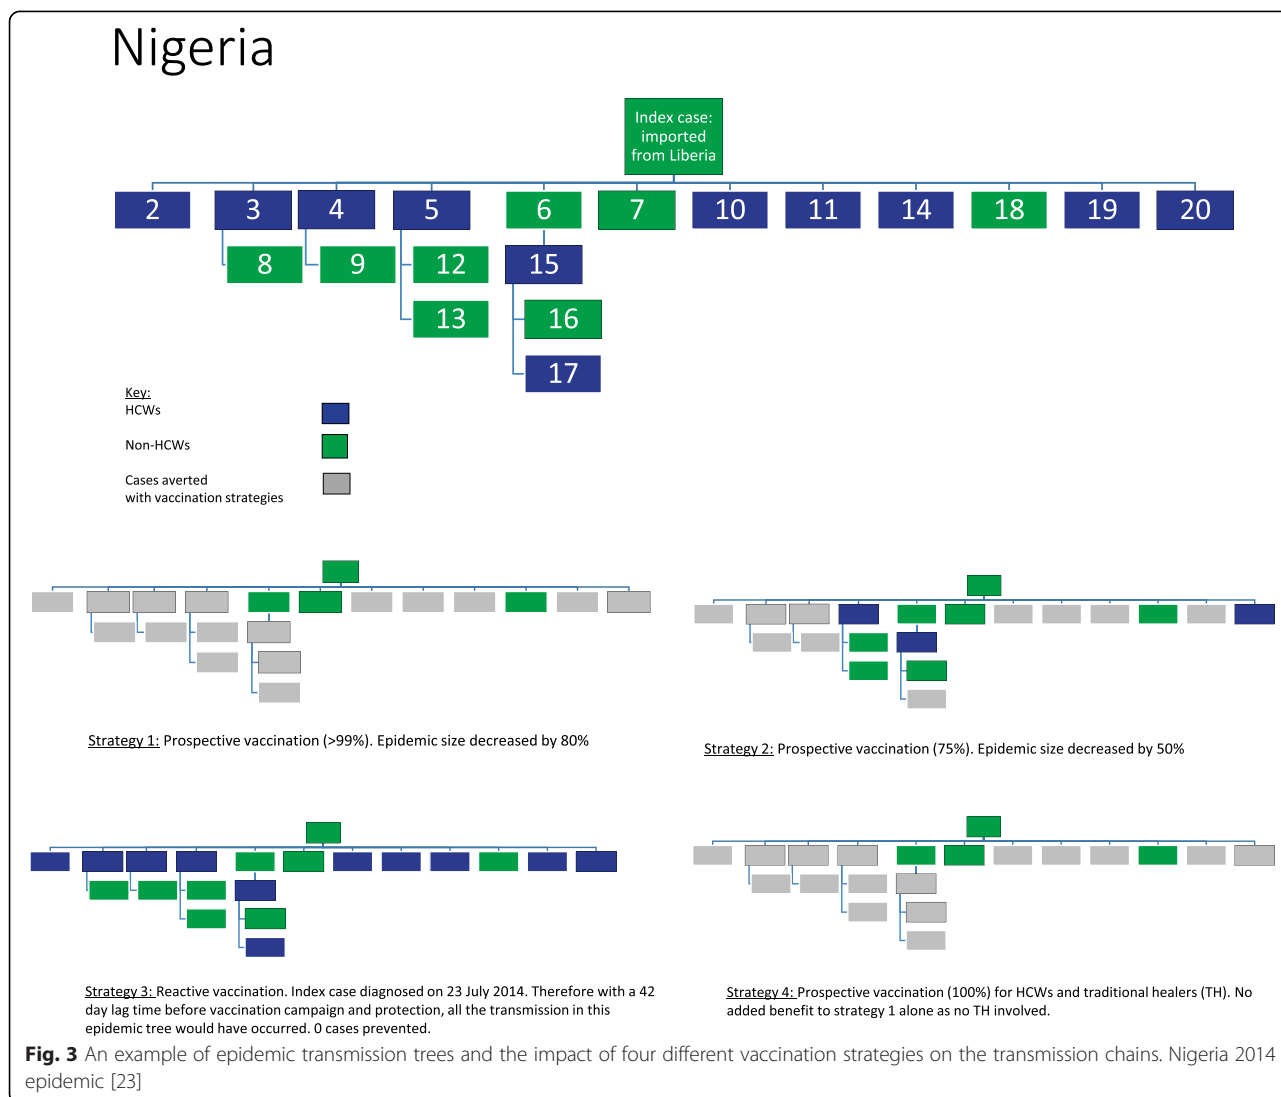 Nigeria
Index case:
imported
from Liberia
2 3 4 5 6 7 10 11 14 18 19 20
8 9 12 15
13 16
17
Key:
HCWs
Non-HCWs
Cases averted
with vaccination strategies
Strategy 1: Prospective vaccination (>99%). Epidemic size decreased by 80%
Strategy 2: Prospective vaccination (75%). Epidemic size decreased by 50%
Strategy 3: Reactive vaccination. Index case diagnosed on 23 July 2014. Therefore with a 42
day lag time before vaccination campaign and protection, all the transmission in this
epidemic tree would have occurred. 0 cases prevented.
Strategy 4: Prospective vaccination (100%) for HCWs and traditional healers (TH). No
added benefit to strategy 1 alone as no TH involved.
Fig. 3 An example of epidemic transmission trees and the impact of four different vaccination strategies on the transmission chains. Nigeria 2014
epidemic [23]